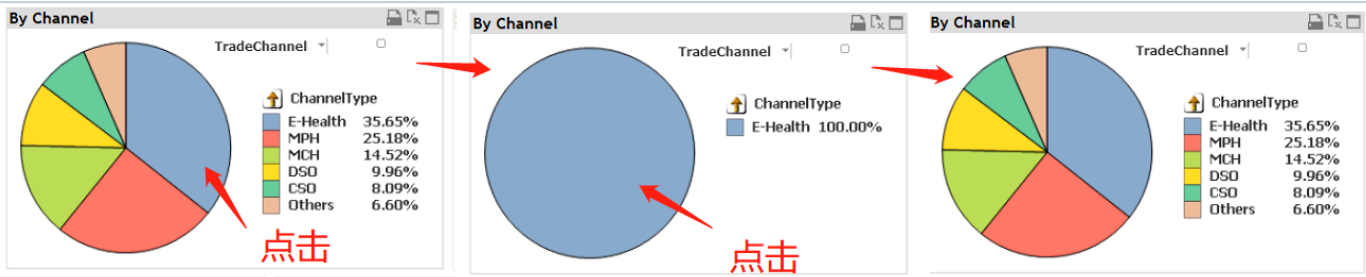 By Channel
TradeChannel
ChannelType
E-Health 35.65%
MPH 25.18%
MCH 14.52%
DSO 9.96%
CSO 8.09%
Others 6.60%
点击
By Channel
TradeChannel
ChannelType
E-Health 100.00%
点击
By Channel
TradeChannel
ChannelType
E-Health 35.65%
MPH 25.18%
MCH 14.52%
DSO 9.96%
CSO 8.09%
Others 6.60%